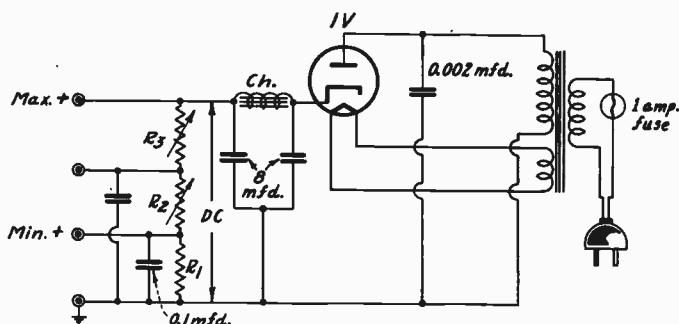 1V
Max. +
Ch.
0.002 mfd.
1 amp.
fuse
R3
8
mfd.
R2
DC
Min. +
R1
0.1 mfd.